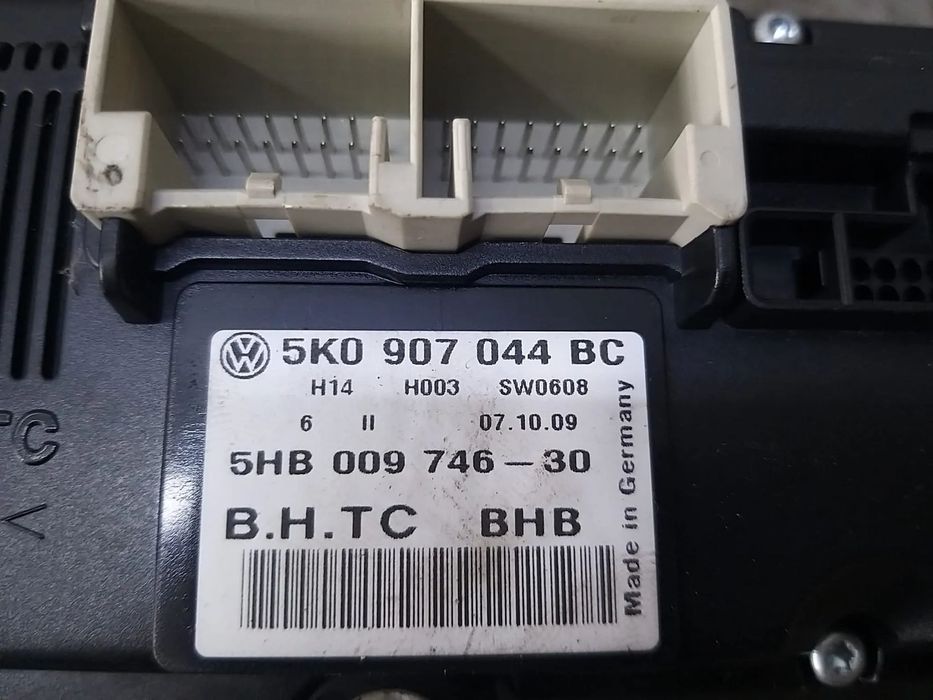 5K0 907 044 BC
H14 H003 SW0608
6 II 07.10.09
5HB 009 746-30
B.H.TC BHB
Made in Germany
TC